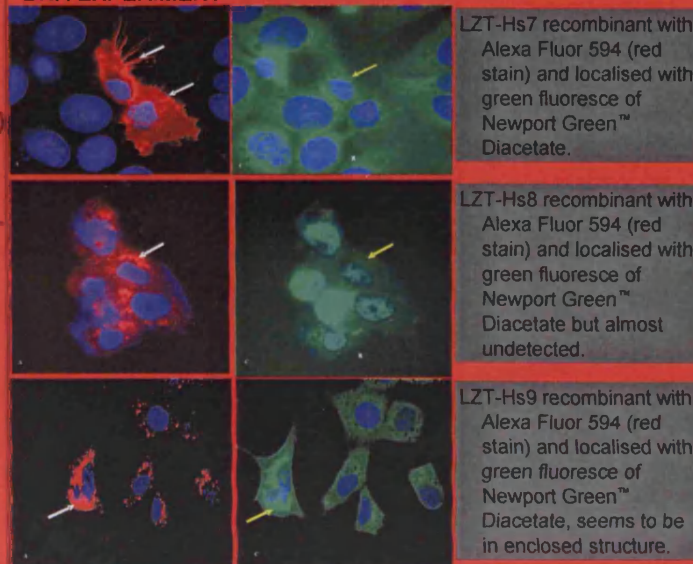 LZT-Hs7 recombinant with
Alexa Fluor 594 (red
stain) and localised with
green fluoresce of
Newport Green™
Diacetate.
LZT-Hs8 recombinant with
Alexa Fluor 594 (red
stain) and localised with
green fluoresce of
Newport Green™
Diacetate but almost
undetected.
LZT-Hs9 recombinant with
Alexa Fluor 594 (red
stain) and localised with
green fluoresce of
Newport Green™
Diacetate, seems to be
in enclosed structure.